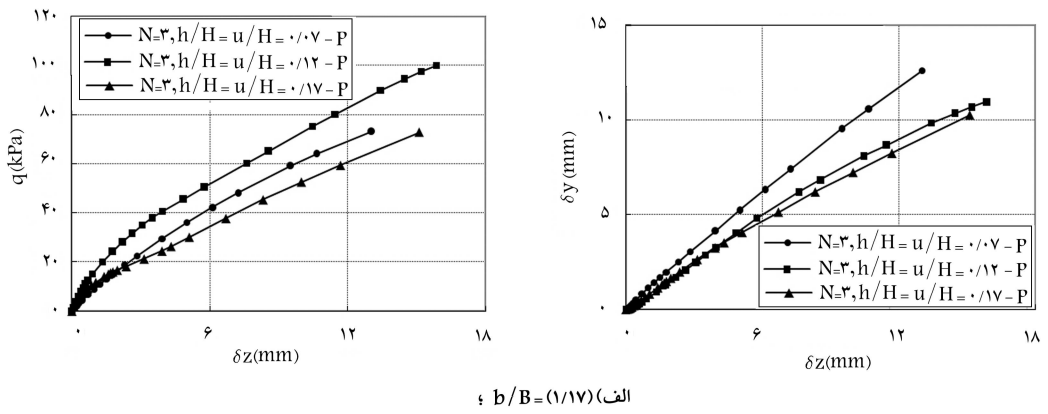 ۱۲۰
۱۰۰
۸۰
۶۰
۴۰
۲۰
۰
q(kPa)
N=۳,h/H=u/H=۰/۰۷-P
N=۳,h/H=u/H=۰/۱۲-P
N=۳,h/H=u/H=۰/۱۷-P
۰ ۶ ۱۲ ۱۸
δz(mm)
۱۵
۱۰
۵
۰
δy(mm)
N=۳,h/H=u/H=۰/۰۷-P
N=۳,h/H=u/H=۰/۱۲-P
N=۳,h/H=u/H=۰/۱۷-P
۰ ۶ ۱۲ ۱۸
δz(mm)
الف) b/B=(۱/۱۷) ؛